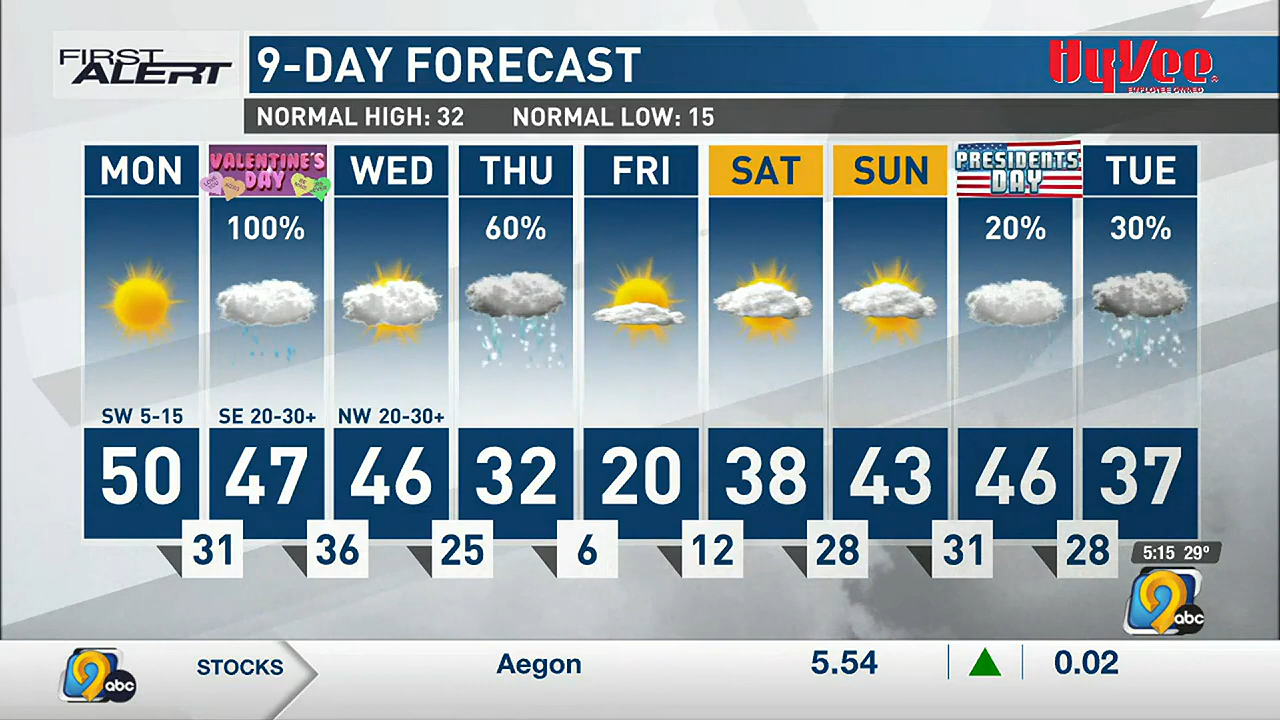 FIRST ALERT
9-DAY FORECAST
HyVee
EMPLOYEE OWNED
NORMAL HIGH: 32 NORMAL LOW: 15
MON VALENTINE'S DAY WED THU FRI SAT SUN PRESIDENTS DAY TUE
100% 60% 20% 30%
SW 5-15 SE 20-30+ NW 20-30+
50 47 46 32 20 38 43 46 37
31 36 25 6 12 28 31 28
5:15 29°
9 abc
9 abc STOCKS Aegon 5.54 0.02